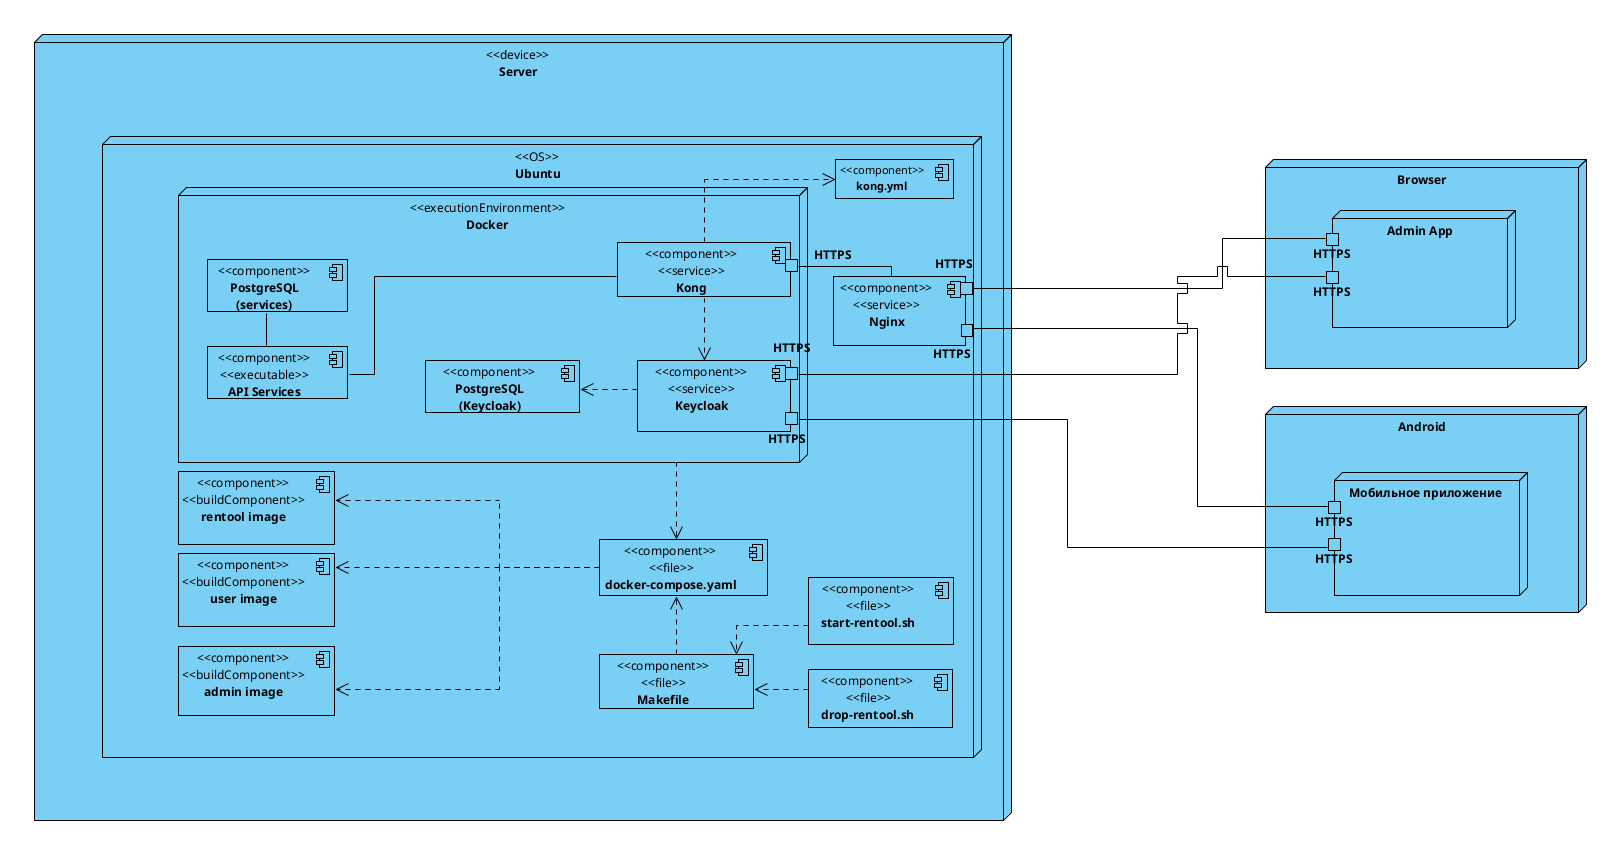 <<device>>
Server
<<OS>>
Ubuntu
<<component>>
kong.yml
<<executionEnvironment>>
Docker
<<component>>
<<service>>
Kong
HTTPS
<<component>>
PostgreSQL
(services)
<<component>>
<<service>>
Nginx
HTTPS
HTTPS
<<component>>
<<executable>>
API Services
<<component>>
PostgreSQL
(Keycloak)
<<component>>
<<service>>
Keycloak
HTTPS
HTTPS
<<component>>
<<buildComponent>>
rentool image
<<component>>
<<buildComponent>>
user image
<<component>>
<<buildComponent>>
admin image
<<component>>
<<file>>
docker-compose.yaml
<<component>>
<<file>>
Makefile
<<component>>
<<file>>
start-rentool.sh
<<component>>
<<file>>
drop-rentool.sh
Browser
Admin App
HTTPS
HTTPS
Android
Мобильное приложение
HTTPS
HTTPS